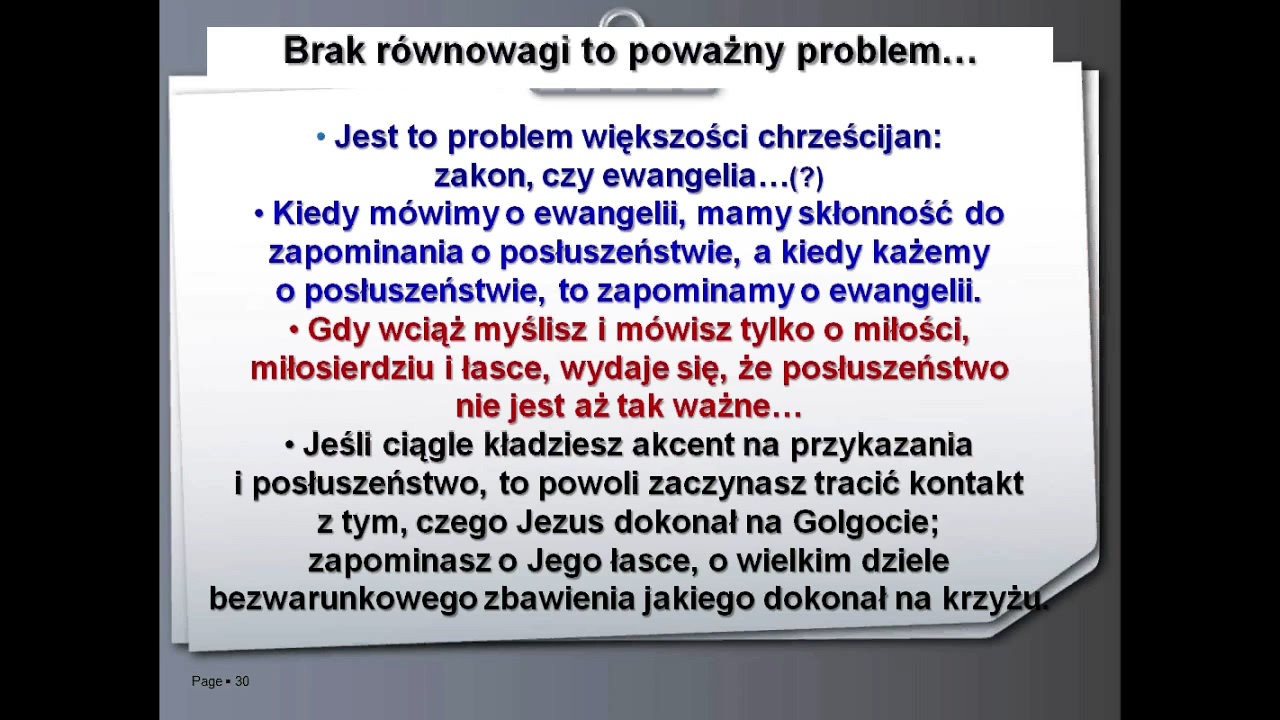 Brak równowagi to poważny problem…
• Jest to problem większości chrześcijan:
zakon, czy ewangelia…(?)
• Kiedy mówimy o ewangelii, mamy skłonność do
zapominania o posłuszeństwie, a kiedy każemy
o posłuszeństwie, to zapominamy o ewangelii.
• Gdy wciąż myślisz i mówisz tylko o miłości,
miłosierdziu i łasce, wydaje się, że posłuszeństwo
nie jest aż tak ważne…
• Jeśli ciągle kładziesz akcent na przykazania
i posłuszeństwo, to powoli zaczynasz tracić kontakt
z tym, czego Jezus dokonał na Golgocie;
zapominasz o Jego łasce, o wielkim dziele
bezwarunkowego zbawienia jakiego dokonał na krzyżu.
Page ▪ 30